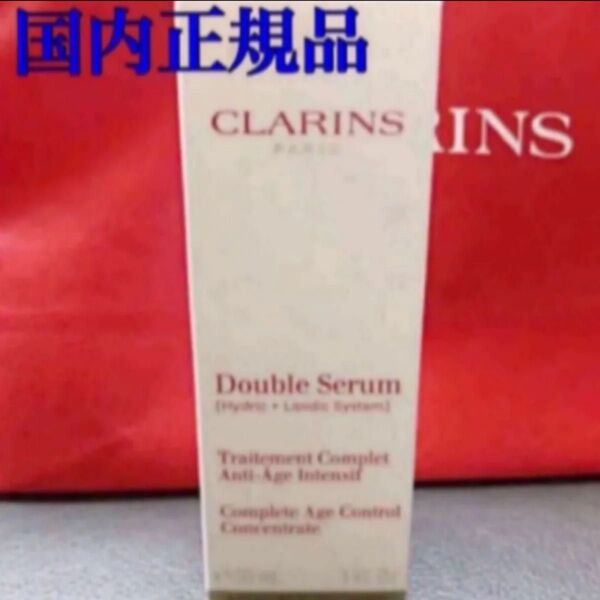 国内正規品
CLARINS
PARIS
RINS
Double Serum
[Hydric + Lipidic System]
Traitement Complet
Anti-Âge Intensif
Complete Age Control
Concentrate